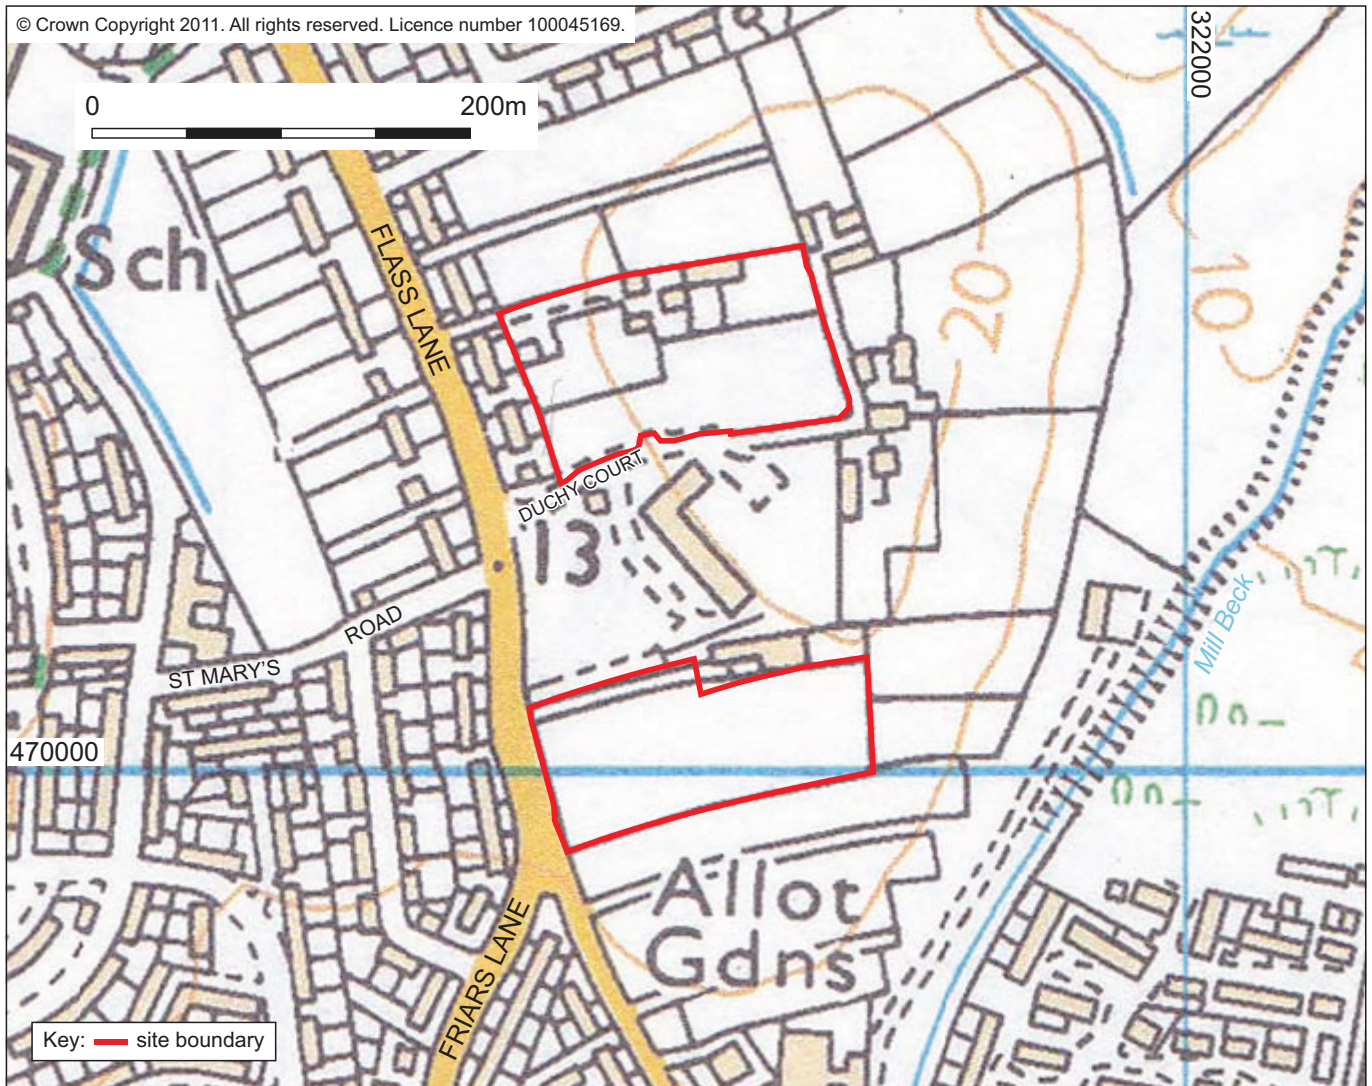 © Crown Copyright 2011. All rights reserved. Licence number 100045169.
0 200m
322000
Sch
FLASS LANE
20
10
DUCHY COURT
13
ST MARY'S ROAD
Mill Beck
470000
Allot
Gdns
FRIARS LANE
Key: site boundary